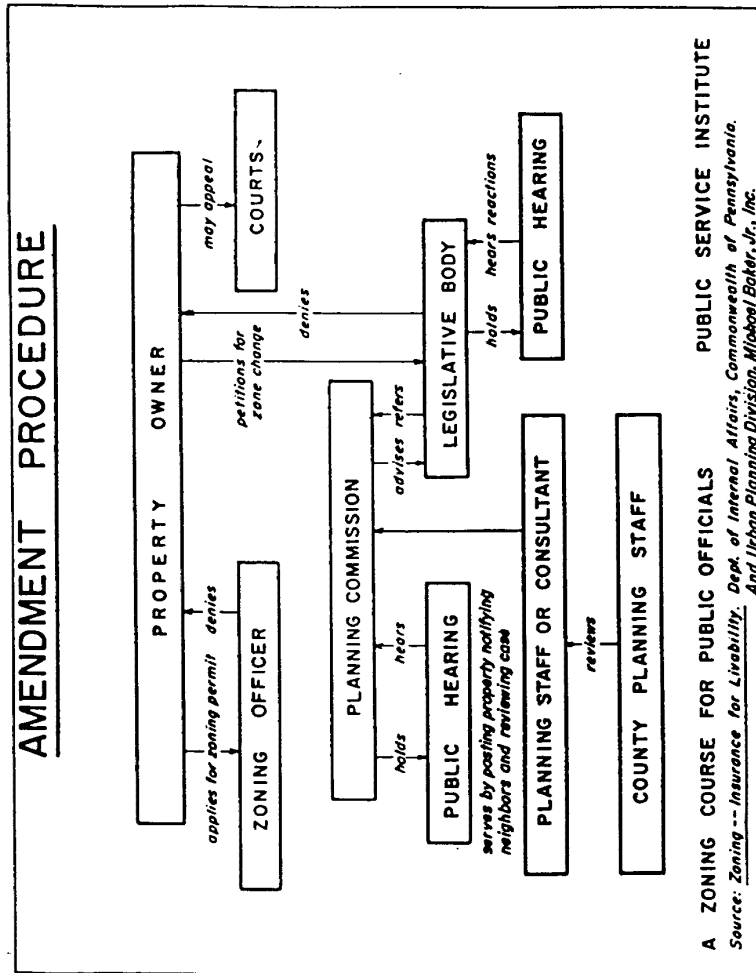 AMENDMENT PROCEDURE
PROPERTY OWNER
applies for zoning permit
denies
petitions for
zone change
denies
may appeal
ZONING OFFICER
COURTS
PLANNING COMMISSION
holds
hears
advises
refers
LEGISLATIVE BODY
holds
hears reactions
PUBLIC HEARING
PUBLIC HEARING
serves by posting property notifying
neighbors and reviewing case
PLANNING STAFF OR CONSULTANT
reviews
COUNTY PLANNING STAFF
A ZONING COURSE FOR PUBLIC OFFICIALS PUBLIC SERVICE INSTITUTE
Source: Zoning -- Insurance for Livability. Dept. of Internal Affairs, Commonwealth of Pennsylvania.
And Urban Planning Division, Michael Baker, Jr., Inc.